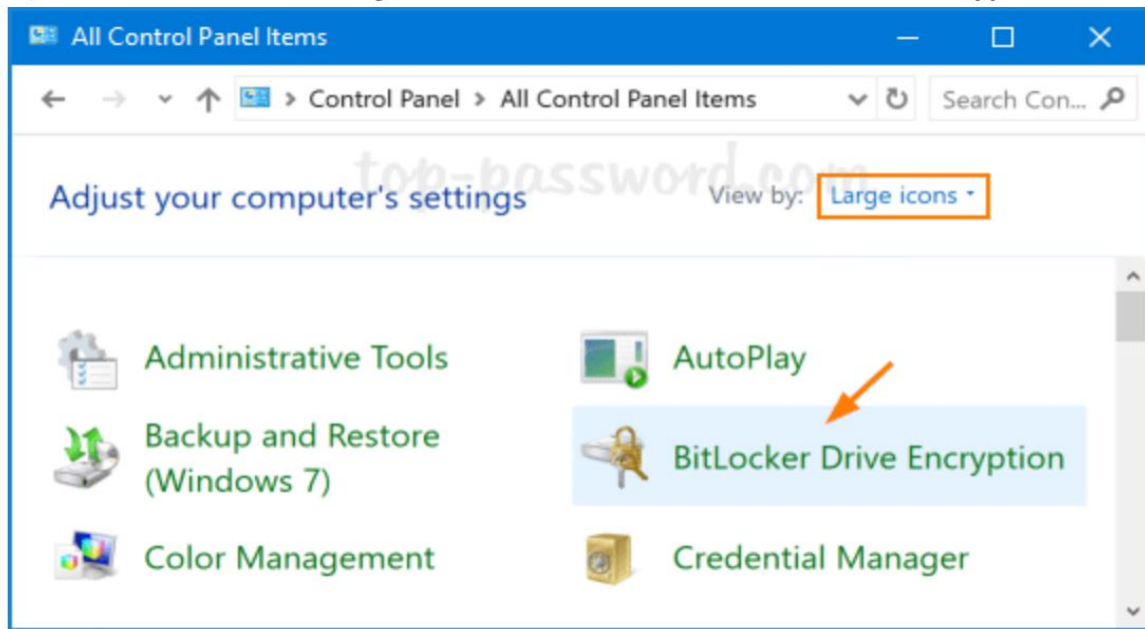 All Control Panel Items
Control Panel > All Control Panel Items
Search Con...
top-password.com
Adjust your computer's settings
View by: Large icons
Administrative Tools
AutoPlay
Backup and Restore
(Windows 7)
BitLocker Drive Encryption
Color Management
Credential Manager